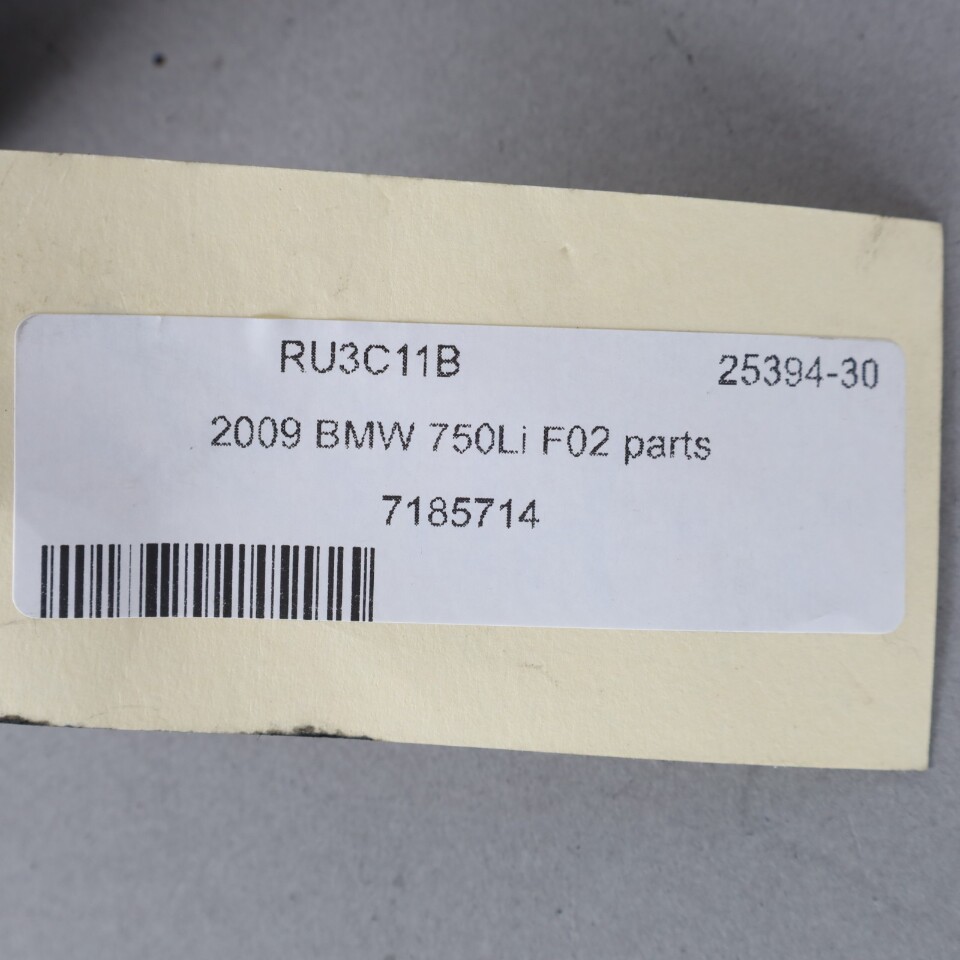 RU3C11B 25394-30
2009 BMW 750Li F02 parts
7185714